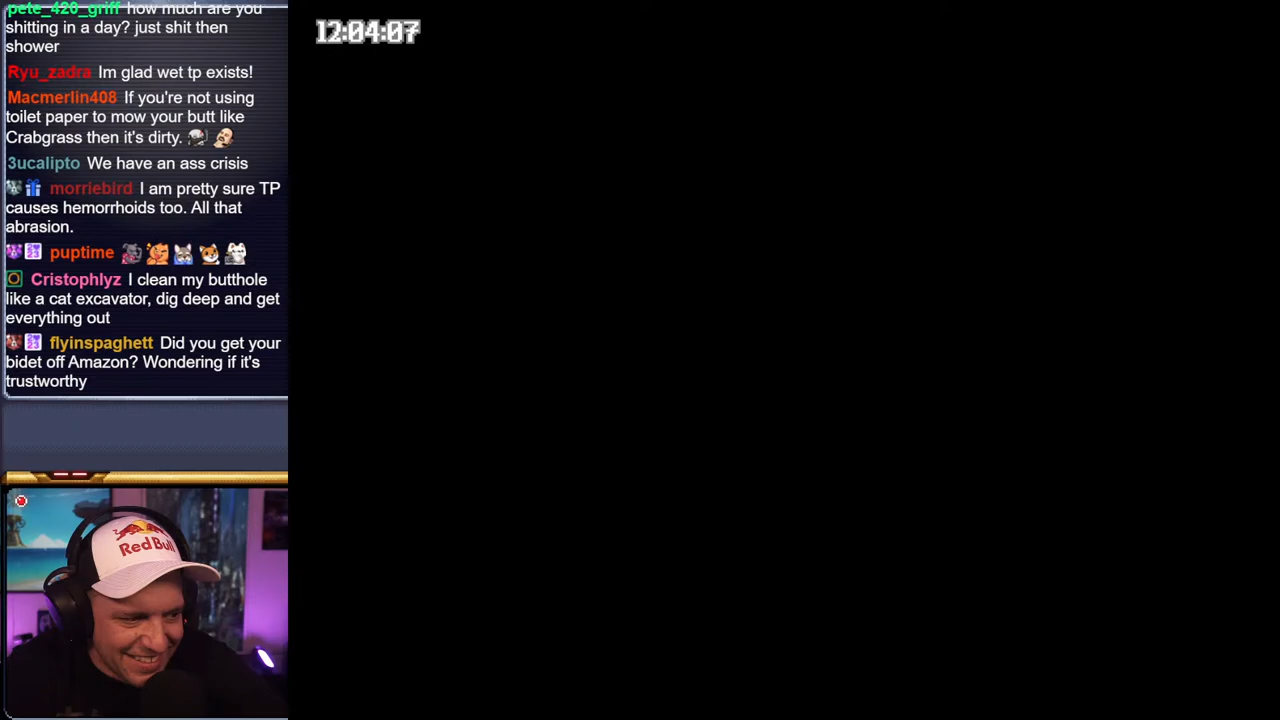 pete_420_griff how much are you
shitting in a day? just shit then
shower
Ryu_zadra Im glad wet tp exists!
Macmerlin408 If you're not using
toilet paper to mow your butt like
Crabgrass then it's dirty.
3ucalipto We have an ass crisis
morriebird I am pretty sure TP
causes hemorrhoids too. All that
abrasion.
puptime
Cristophlyz I clean my butthole
like a cat excavator, dig deep and get
everything out
flyinspaghett Did you get your
bidet off Amazon? Wondering if it's
trustworthy
12:04:07
Red Bull